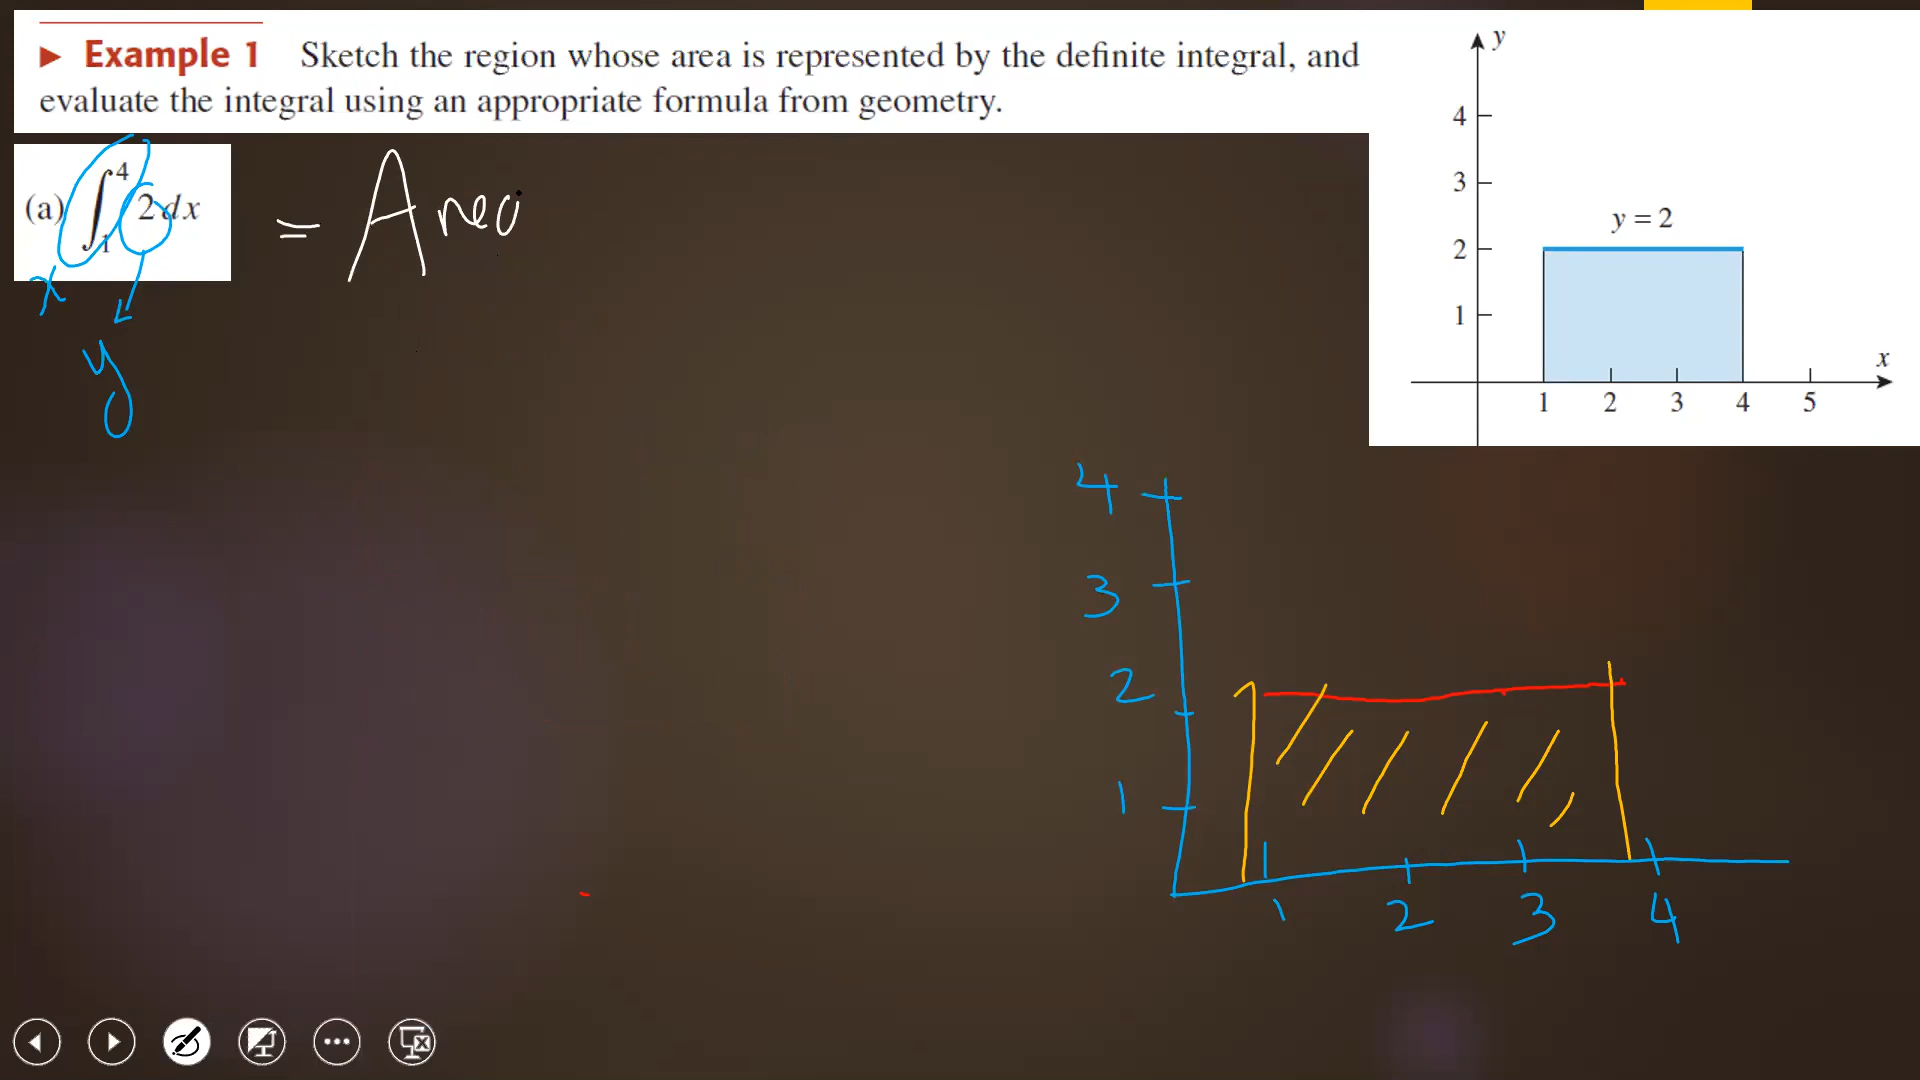 ▶ Example 1 Sketch the region whose area is represented by the definite integral, and
evaluate the integral using an appropriate formula from geometry.
(a) ∫₁⁴ 2 dx
= Area
x
y
y
4
3
2
1
y = 2
x
1 2 3 4 5
4
3
2
1
1 2 3 4